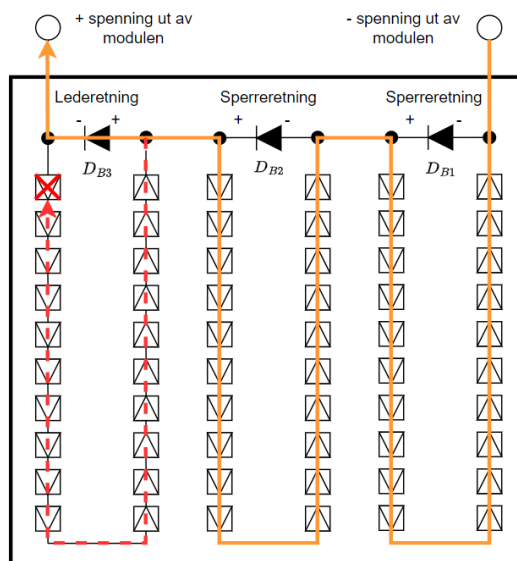 + spenning ut av
modulen
- spenning ut av
modulen
Lederetning
Sperreretning
Sperreretning
- +
+ -
+ -
D_{B3}
D_{B2}
D_{B1}